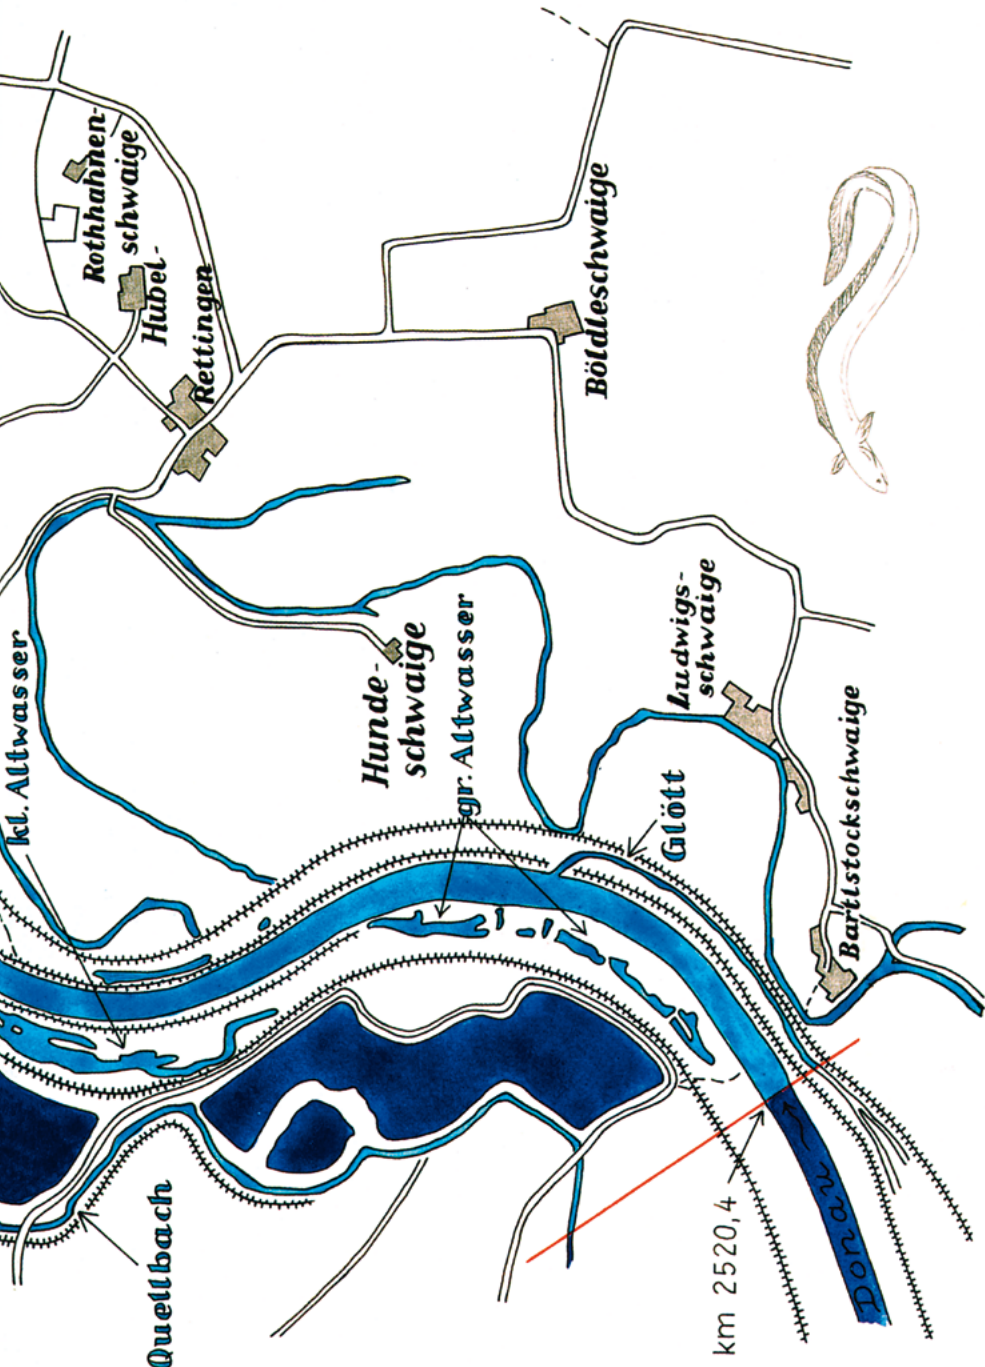 Rothhahnen-
schwaige
Hubel-
Rettingen
Böldleschwaige
kl. Altwasser
Hunde-
schwaige
gr. Altwasser
Ludwigs-
schwaige
Glött
Bartlstockschwaige
Quellbach
km 2520,4
Donau